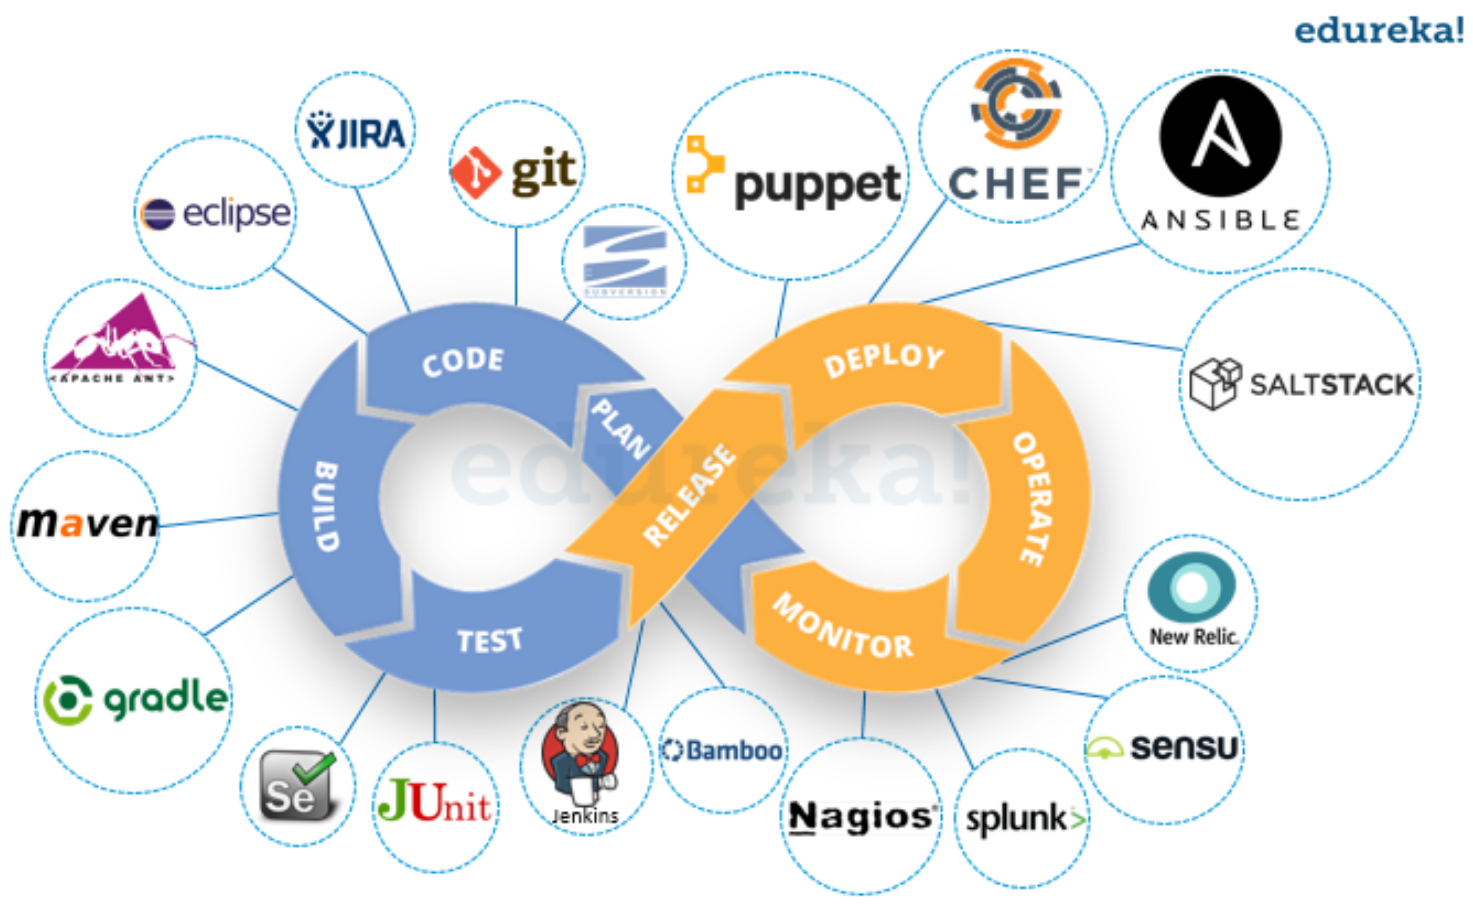 edureka!
JIRA
git
eclipse
SUBVERSION
puppet
CHEF™
ANSIBLE
SALTSTACK
<APACHE ANT>
maven
gradle
CODE
PLAN
BUILD
TEST
RELEASE
DEPLOY
OPERATE
MONITOR
edureka!
Se
JUnit
Jenkins
Bamboo
Nagios®
splunk>
sensu
New Relic.